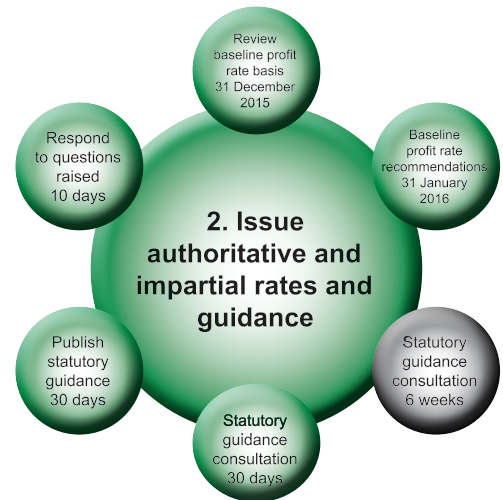 Review
baseline profit
rate basis
31 December
2015
Baseline
profit rate
recommendations
31 January
2016
Statutory
guidance
consultation
6 weeks
Statutory
guidance
consultation
30 days
Publish
statutory
guidance
30 days
Respond
to questions
raised
10 days
2. Issue
authoritative and
impartial rates and
guidance